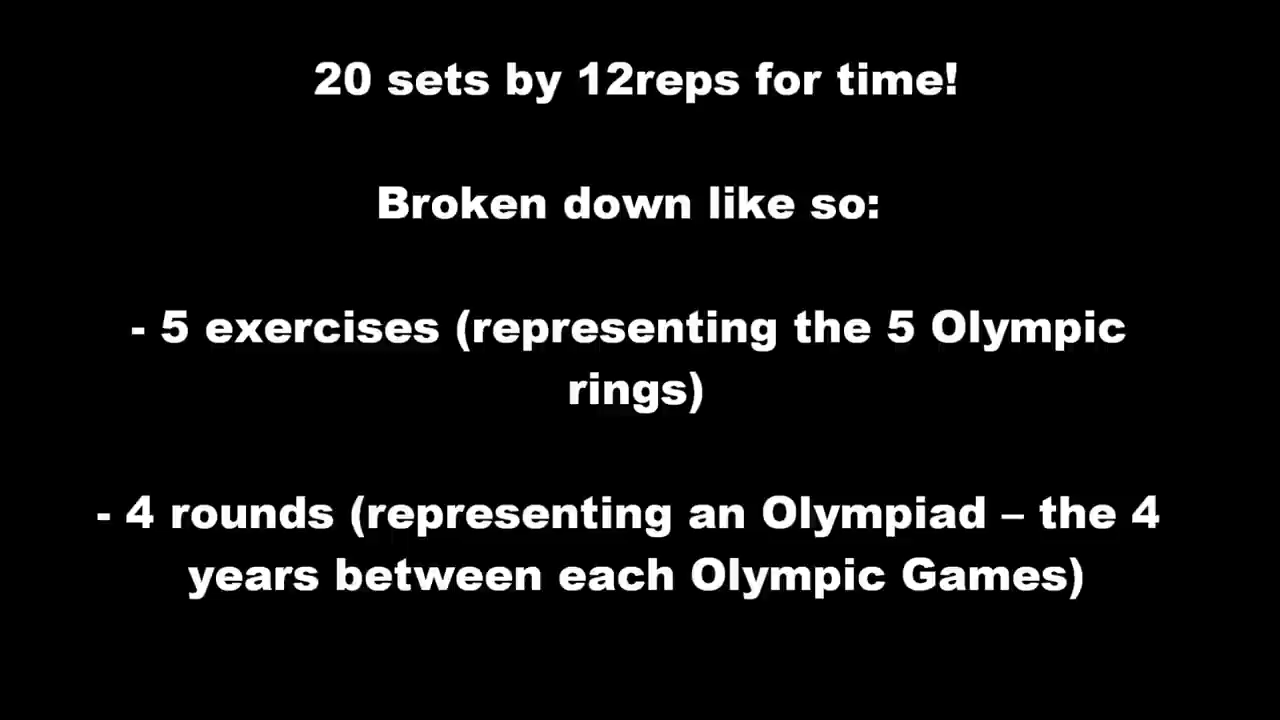 20 sets by 12reps for time!
Broken down like so:
- 5 exercises (representing the 5 Olympic
rings)
- 4 rounds (representing an Olympiad – the 4
years between each Olympic Games)